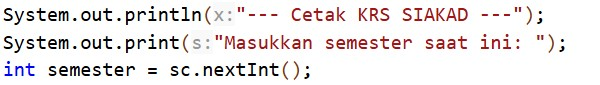 System.out.println(x:"--- Cetak KRS SIAKAD ---");
System.out.print(s:"Masukkan semester saat ini: ");
int semester = sc.nextInt();